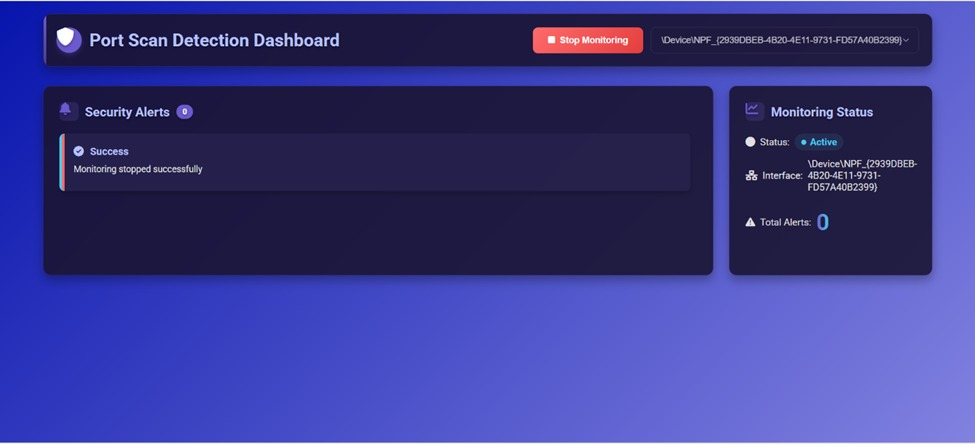 Port Scan Detection Dashboard
Stop Monitoring
\Device\NPF_{2939DBEB-4B20-4E11-9731-FD57A40B2399}
Security Alerts 0
Success
Monitoring stopped successfully
Monitoring Status
Status: Active
Interface: \Device\NPF_{2939DBEB-
4B20-4E11-9731-
FD57A40B2399}
Total Alerts: 0